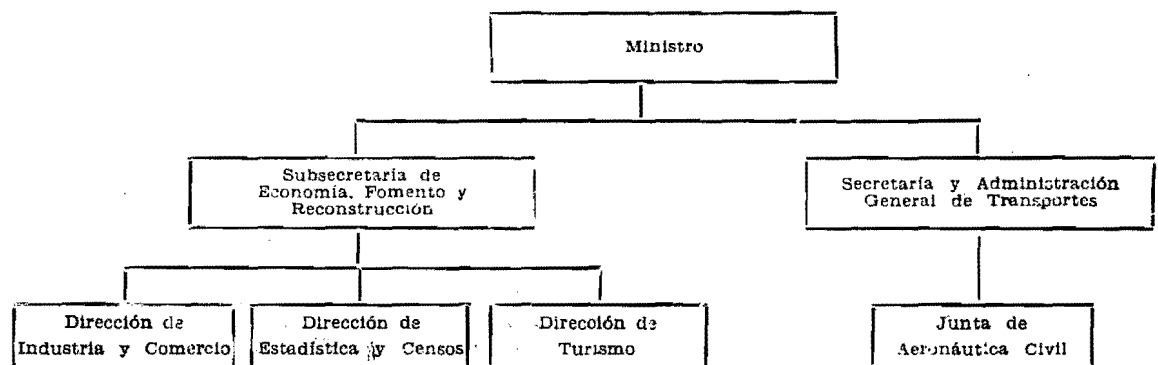 Ministro
Subsecretaría de
Economía, Fomento y
Reconstrucción
Secretaría y Administración
General de Transportes
Dirección de
Industria y Comercio
Dirección de
Estadística y Censos
Dirección de
Turismo
Junta de
Aeronáutica Civil